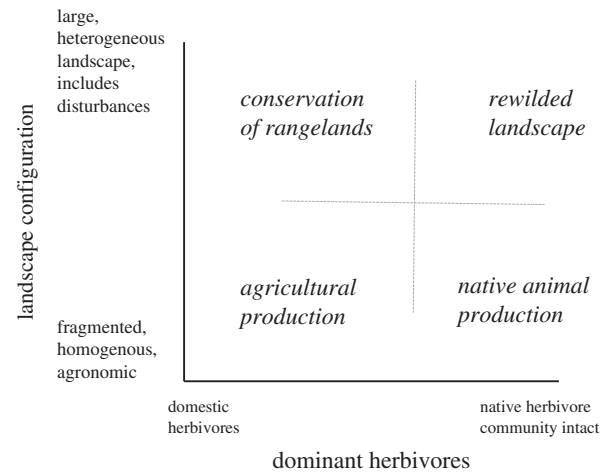 large,
heterogeneous
landscape,
includes
disturbances
landscape configuration
conservation
of rangelands
rewilded
landscape
agricultural
production
native animal
production
fragmented,
homogenous,
agronomic
domestic
herbivores
native herbivore
community intact
dominant herbivores